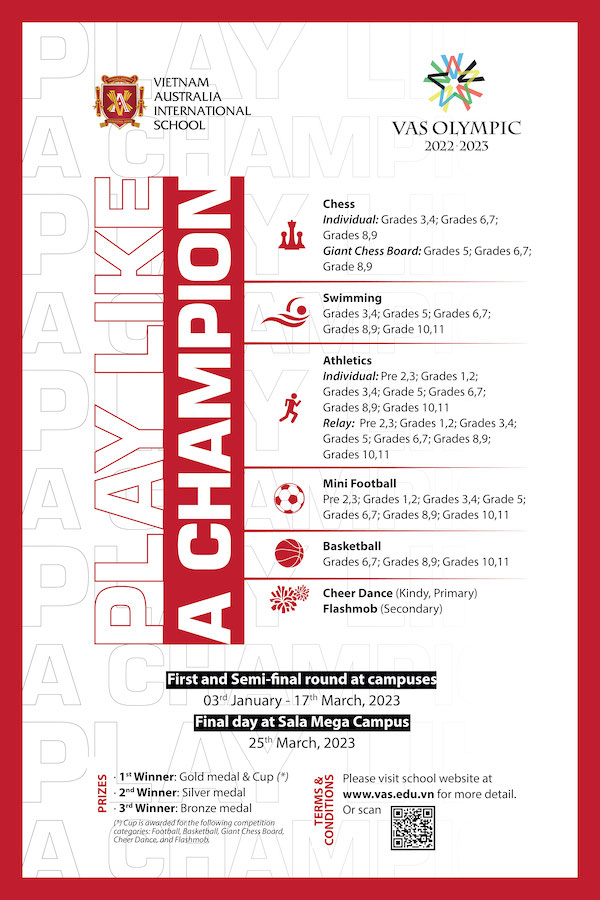 VIETNAM
AUSTRALIA
INTERNATIONAL
SCHOOL
VAS OLYMPIC
2022-2023
PLAY LIKE
A CHAMPION
Chess
Individual: Grades 3,4; Grades 6,7;
Grades 8,9
Giant Chess Board: Grades 5; Grades 6,7;
Grade 8,9
Swimming
Grades 3,4; Grades 5; Grades 6,7;
Grades 8,9; Grade 10,11
Athletics
Individual: Pre 2,3; Grades 1,2;
Grades 3,4; Grade 5; Grades 6,7;
Grades 8,9; Grades 10,11
Relay: Pre 2,3; Grades 1,2; Grades 3,4;
Grades 5; Grades 6,7; Grades 8,9;
Grades 10,11
Mini Football
Pre 2,3; Grades 1,2; Grades 3,4; Grade 5;
Grades 6,7; Grades 8,9; Grades 10,11
Basketball
Grades 6,7; Grades 8,9; Grades 10,11
Cheer Dance (Kindy, Primary)
Flashmob (Secondary)
First and Semi-final round at campuses
03rd January - 17th March, 2023
Final day at Sala Mega Campus
25th March, 2023
PRIZES
· 1st Winner: Gold medal & Cup (*)
· 2nd Winner: Silver medal
· 3rd Winner: Bronze medal
(*) Cup is awarded for the following competition
categories: Football, Basketball, Giant Chess Board,
Cheer Dance, and Flashmob.
TERMS &
CONDITIONS
Please visit school website at
www.vas.edu.vn for more detail.
Or scan